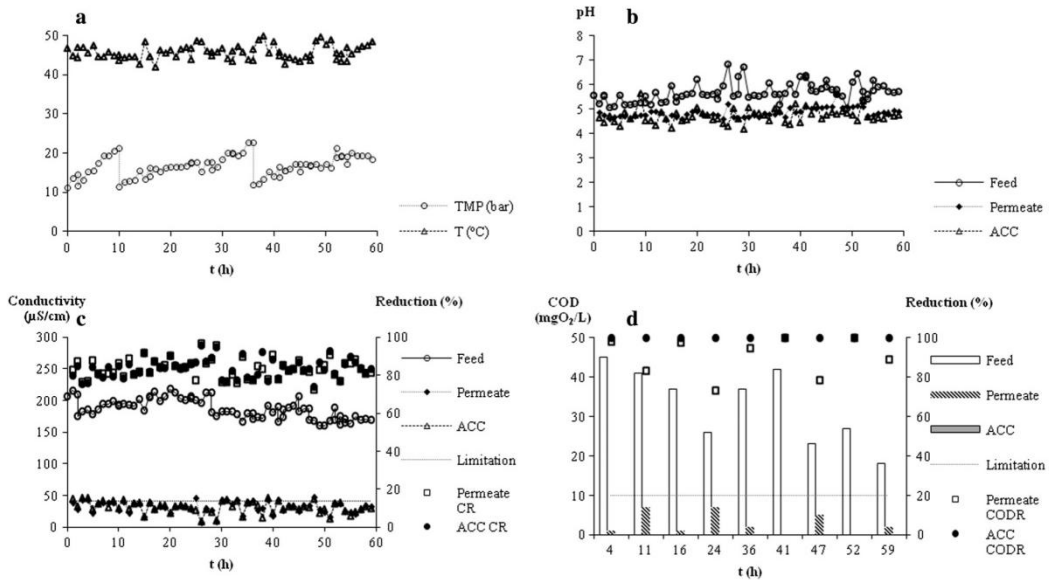 a
50
40
30
20
10
0
0 10 20 30 40 50 60
t (h)
TMP (bar)
T (ºC)
b
pH
8
7
6
5
4
3
2
1
0
0 10 20 30 40 50 60
t (h)
Feed
Permeate
ACC
Conductivity
(µS/cm)
c
Reduction (%)
300
250
200
150
100
50
0
100
80
60
40
20
0
0 10 20 30 40 50 60
t (h)
Feed
Permeate
ACC
Limitation
Permeate
CR
ACC CR
COD
(mgO₂/L)
d
Reduction (%)
50
40
30
20
10
0
100
80
60
40
20
0
4 11 16 24 36 41 47 52 59
t (h)
Feed
Permeate
ACC
Limitation
Permeate
CODR
ACC
CODR